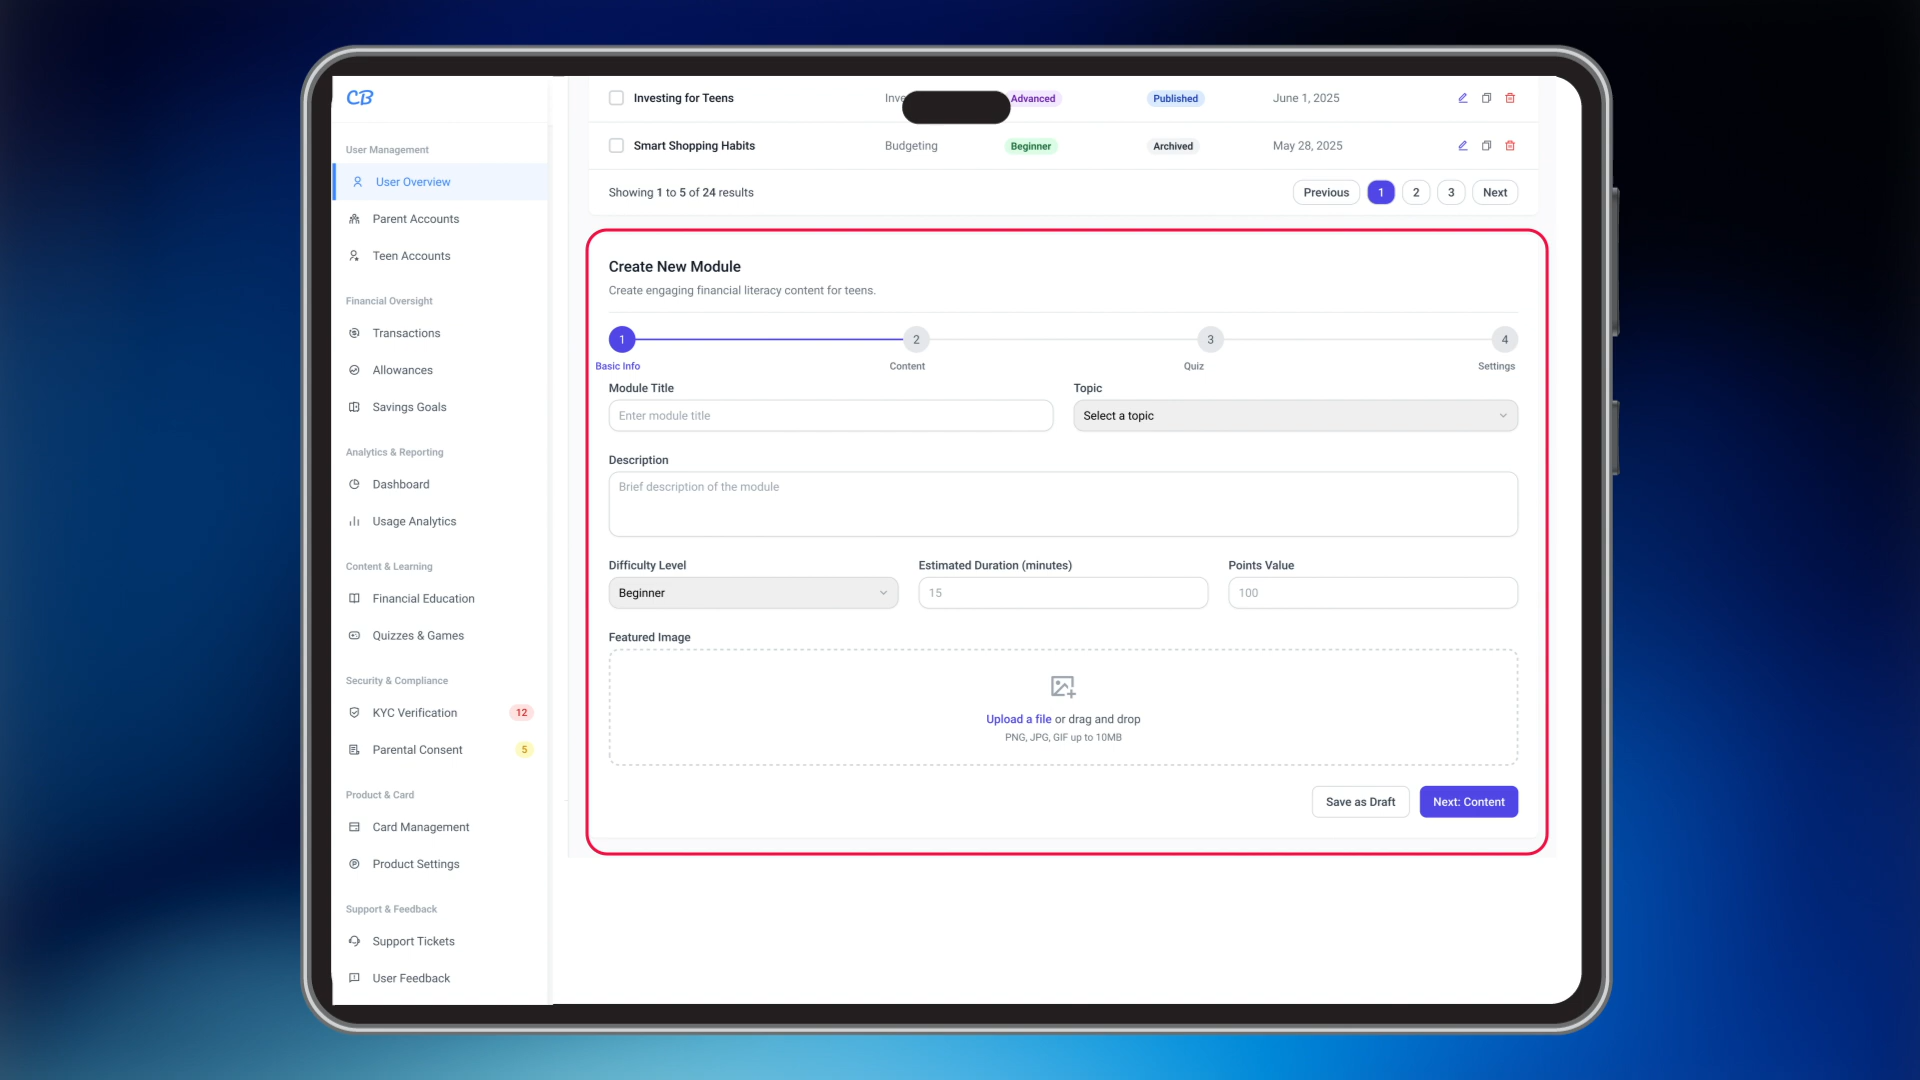 CB
User Management
User Overview
Parent Accounts
Teen Accounts
Financial Oversight
Transactions
Allowances
Savings Goals
Analytics & Reporting
Dashboard
Usage Analytics
Content & Learning
Financial Education
Quizzes & Games
Security & Compliance
KYC Verification 12
Parental Consent 5
Product & Card
Card Management
Product Settings
Support & Feedback
Support Tickets
User Feedback
Investing for Teens Advanced Published June 1, 2025
Smart Shopping Habits Budgeting Beginner Archived May 28, 2025
Showing 1 to 5 of 24 results Previous 1 2 3 Next
Create New Module
Create engaging financial literacy content for teens.
1 2 3 4
Basic Info Content Quiz Settings
Module Title Topic
Enter module title Select a topic
Description
Brief description of the module
Difficulty Level Estimated Duration (minutes) Points Value
Beginner 15 100
Featured Image
Upload a file or drag and drop
PNG, JPG, GIF up to 10MB
Save as Draft Next: Content